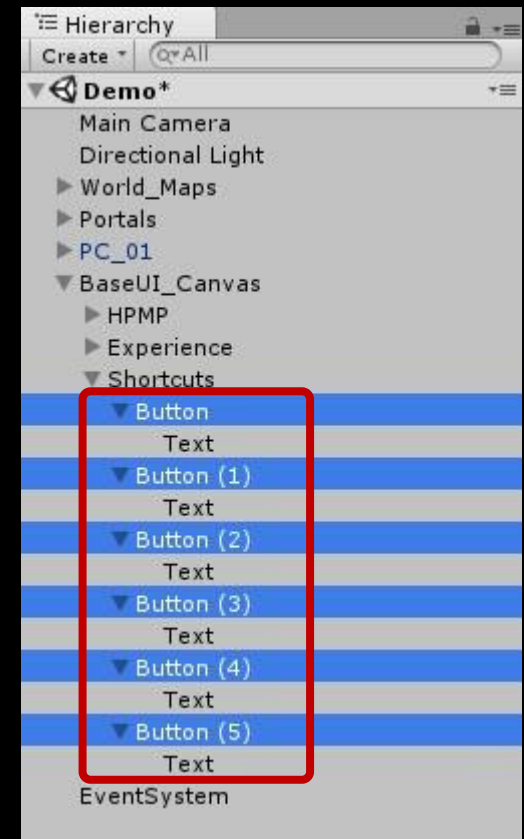 Hierarchy
Create All
Demo*
Main Camera
Directional Light
World_Maps
Portals
PC_01
BaseUI_Canvas
HPMP
Experience
Shortcuts
Button
Text
Button (1)
Text
Button (2)
Text
Button (3)
Text
Button (4)
Text
Button (5)
Text
EventSystem